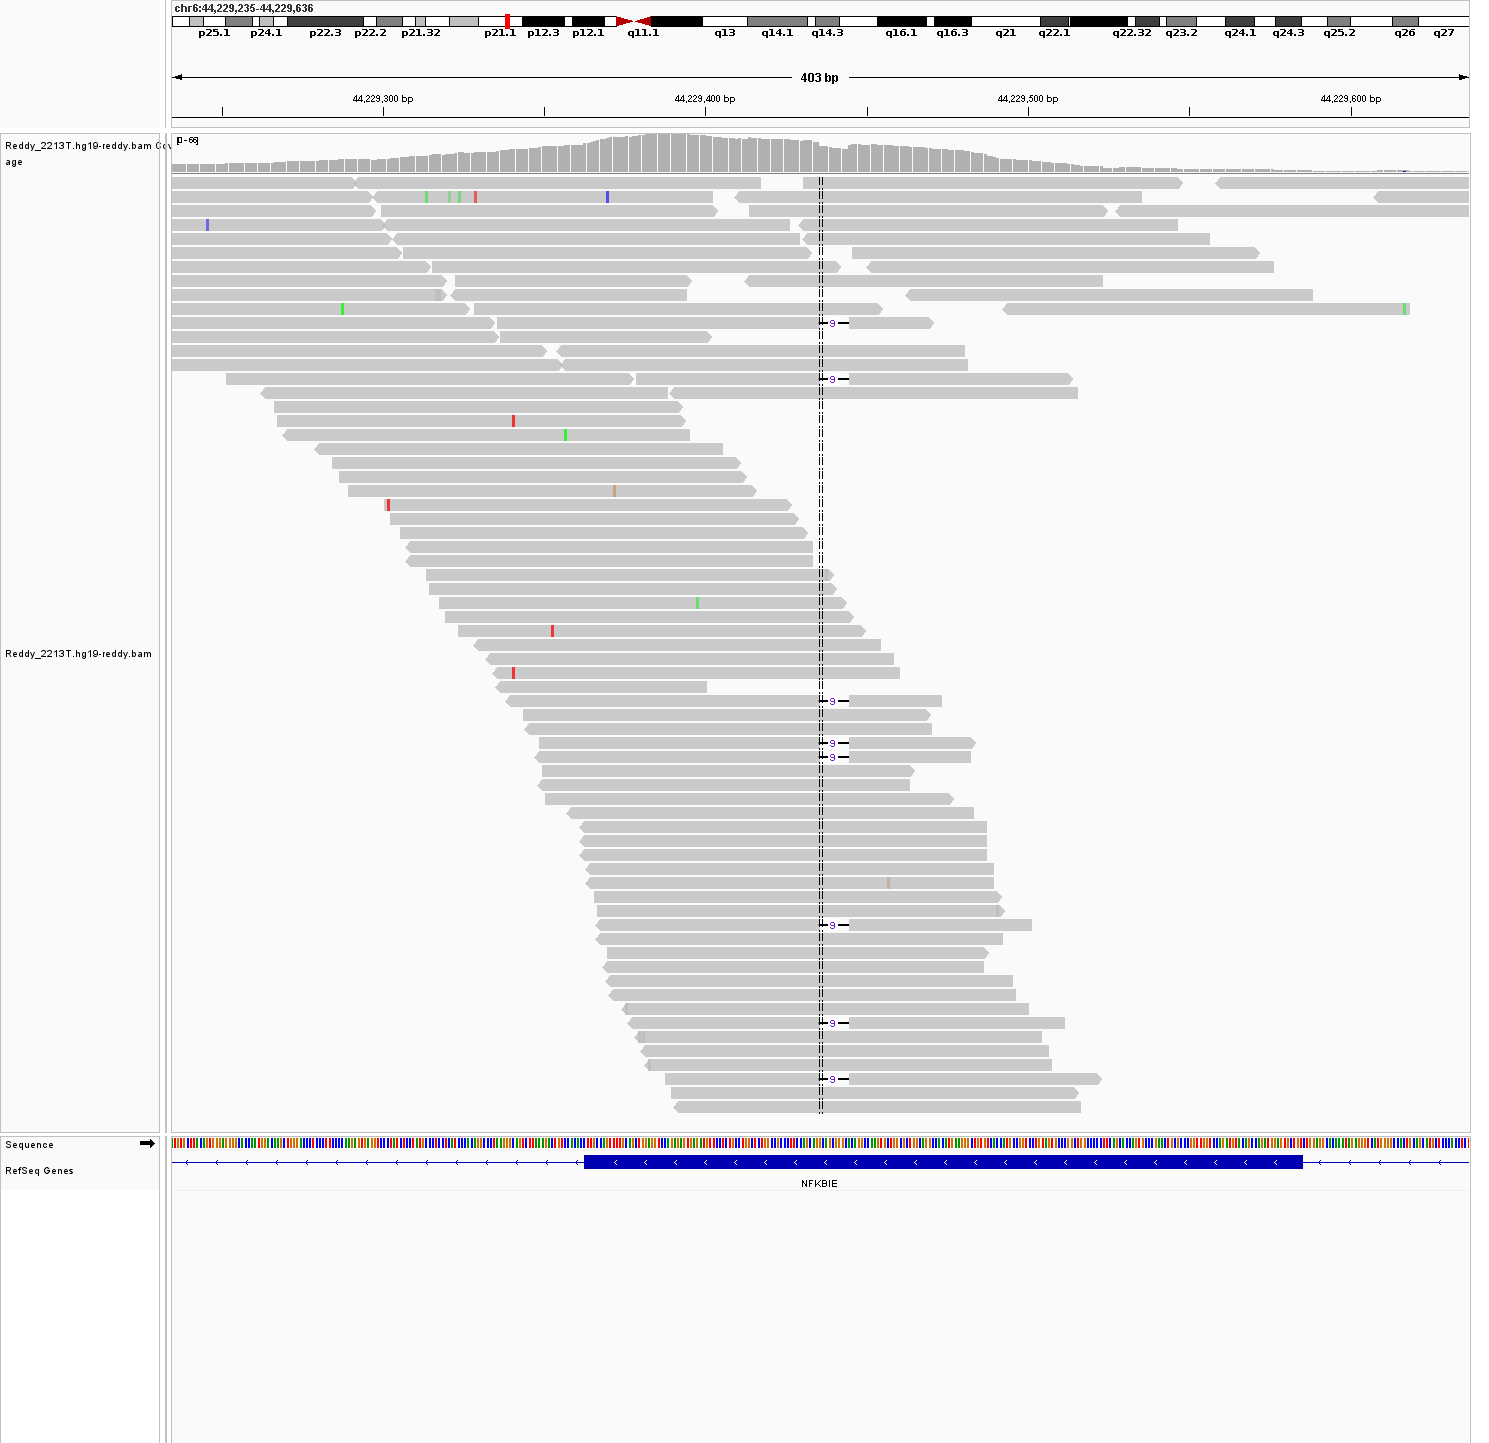 chr6:44,229,235-44,229,636
p25.1 p24.1 p22.3 p22.2 p21.32 p21.1 p12.3 p12.1 q11.1 q13 q14.1 q14.3 q16.1 q16.3 q21 q22.1 q22.32 q23.2 q24.1 q24.3 q25.2 q26 q27
403 bp
44,229,300 bp 44,229,400 bp 44,229,500 bp 44,229,600 bp
Reddy_2213T.hg19-reddy.bam Cov
age
[0-66]
9
9
Reddy_2213T.hg19-reddy.bam
9
9
9
9
9
9
Sequence
RefSeq Genes
NFKBIE